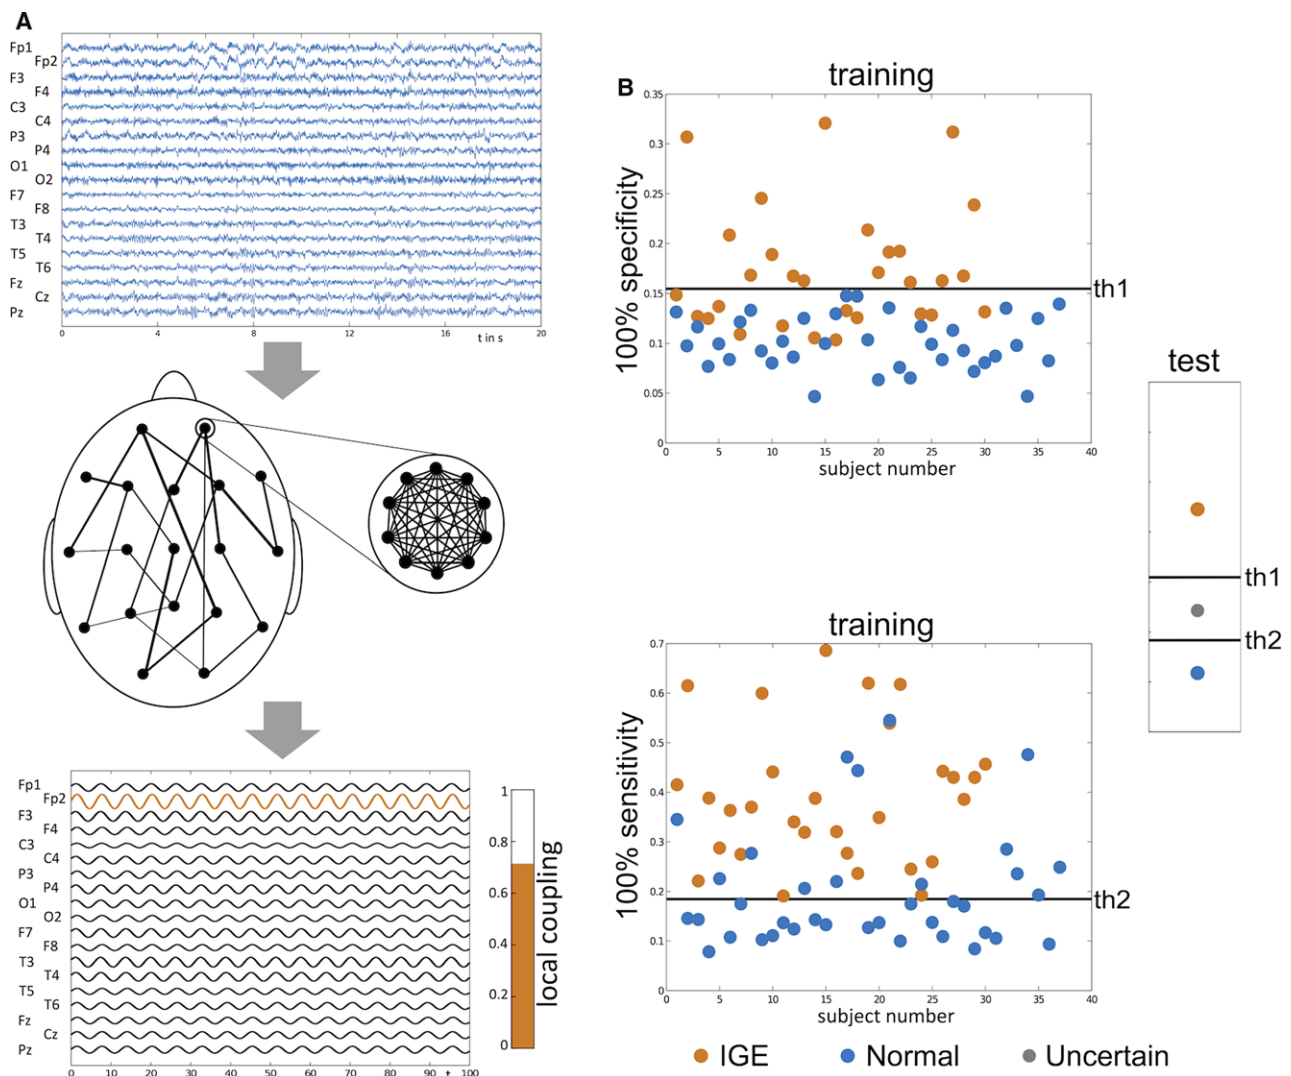 A
Fp1
Fp2
F3
F4
C3
C4
P3
P4
O1
O2
F7
F8
T3
T4
T5
T6
Fz
Cz
Pz
0 4 8 12 16 20
t in s
Fp1
Fp2
F3
F4
C3
C4
P3
P4
O1
O2
F7
F8
T3
T4
T5
T6
Fz
Cz
Pz
0 10 20 30 40 50 60 70 80 90 t 100
1
0.8
0.6
0.4
0.2
0
local coupling
B
training
100% specificity
0.35
0.3
0.25
0.2
0.15
0.1
0.05
0
th1
0 5 10 15 20 25 30 35 40
subject number
training
100% sensitivity
0.7
0.6
0.5
0.4
0.3
0.2
0.1
0
th2
0 5 10 15 20 25 30 35 40
subject number
test
th1
th2
IGE Normal Uncertain